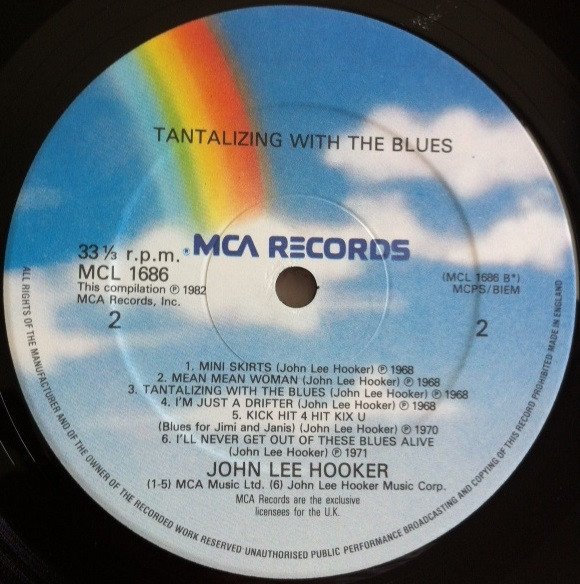 TANTALIZING WITH THE BLUES
MCA RECORDS
33⅓ r.p.m.
MCL 1686
This compilation ℗ 1982
MCA Records, Inc.
2
(MCL 1686 B*)
MCPS/BIEM
2
1. MINI SKIRTS (John Lee Hooker) ℗ 1968
2. MEAN MEAN WOMAN (John Lee Hooker) ℗ 1968
3. TANTALIZING WITH THE BLUES (John Lee Hooker) ℗ 1968
4. I'M JUST A DRIFTER (John Lee Hooker) ℗ 1968
5. KICK HIT 4 HIT KIX U
(Blues for Jimi and Janis) ℗ 1970
6. I'LL NEVER GET OUT OF THESE BLUES ALIVE
(John Lee Hooker) ℗ 1971
JOHN LEE HOOKER
(1-5) MCA Music Ltd. (6) John Lee Hooker Music Corp.
MCA Records are the exclusive
licensees for the U.K.
ALL RIGHTS OF THE MANUFACTURER AND OF THE OWNER OF THE RECORDED WORK RESERVED·UNAUTHORISED PUBLIC PERFORMANCE BROADCASTING AND COPYING OF THIS RECORD PROHIBITED·MADE IN ENGLAND